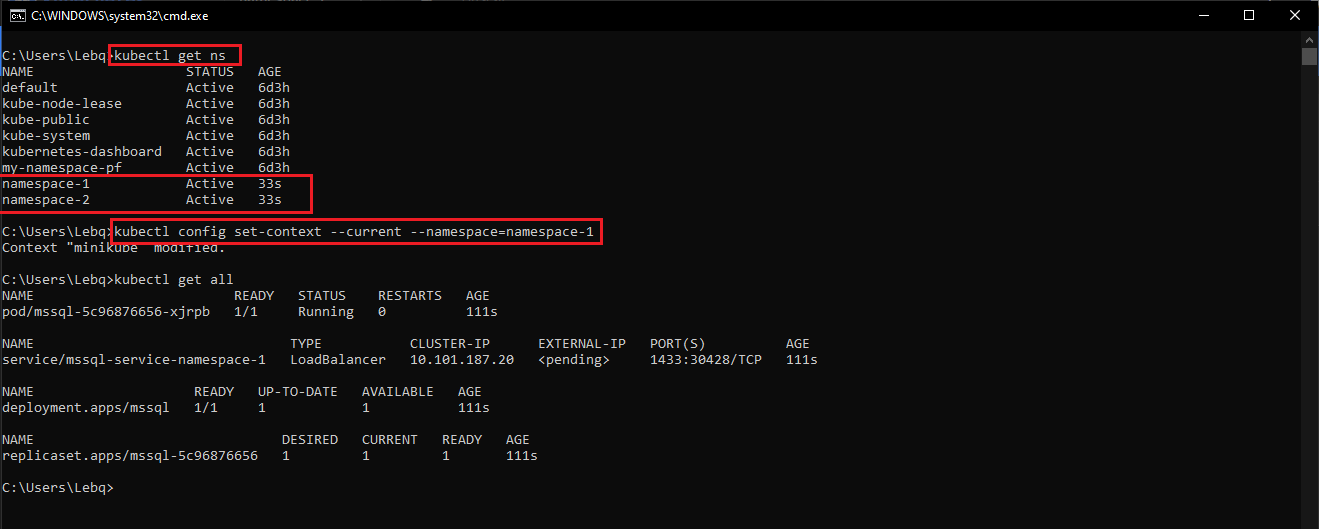 C:\WINDOWS\system32\cmd.exe
C:\Users\Lebq>kubectl get ns
NAME                   STATUS   AGE
default                Active   6d3h
kube-node-lease        Active   6d3h
kube-public            Active   6d3h
kube-system            Active   6d3h
kubernetes-dashboard   Active   6d3h
my-namespace-pf        Active   6d3h
namespace-1            Active   33s
namespace-2            Active   33s
C:\Users\Lebq>kubectl config set-context --current --namespace=namespace-1
Context "minikube" modified.
C:\Users\Lebq>kubectl get all
NAME                         READY   STATUS    RESTARTS   AGE
pod/mssql-5c96876656-xjrpb   1/1     Running   0          111s
NAME                                TYPE           CLUSTER-IP      EXTERNAL-IP   PORT(S)          AGE
service/mssql-service-namespace-1   LoadBalancer   10.101.187.20   <pending>     1433:30428/TCP   111s
NAME                    READY   UP-TO-DATE   AVAILABLE   AGE
deployment.apps/mssql   1/1     1            1           111s
NAME                               DESIRED   CURRENT   READY   AGE
replicaset.apps/mssql-5c96876656   1         1         1       111s
C:\Users\Lebq>